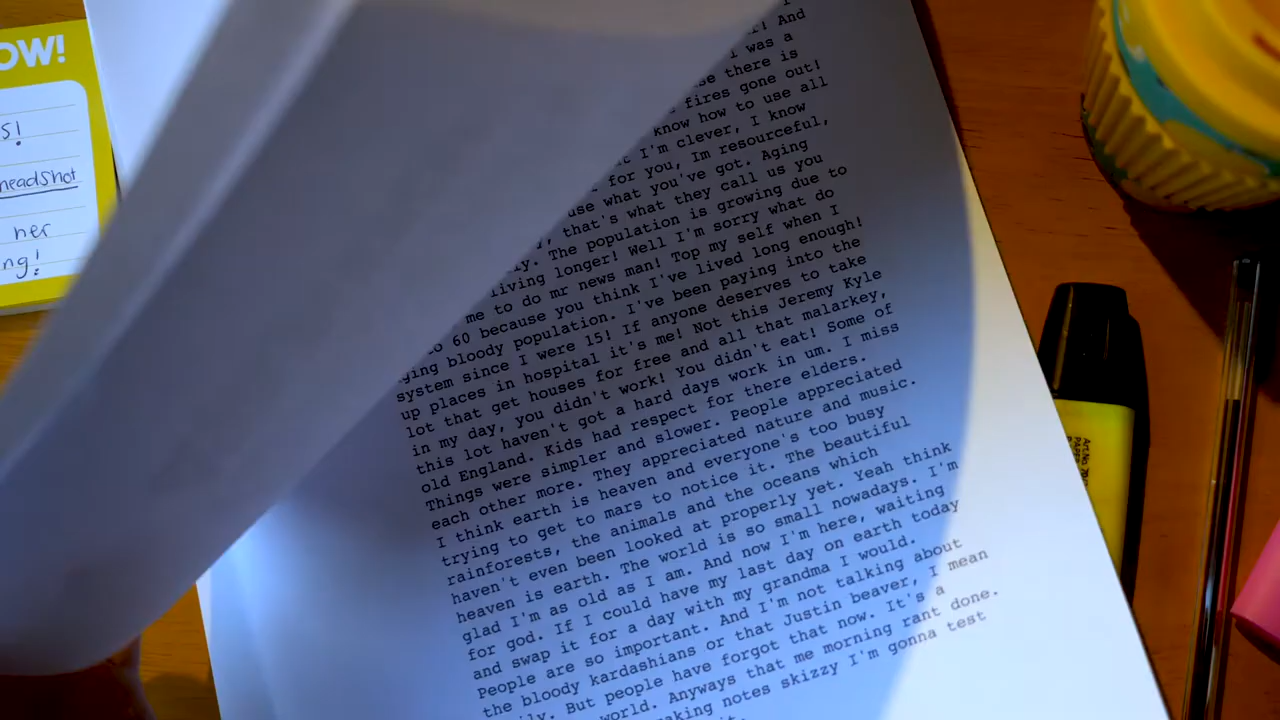 OW!
s!
headshot
her
ng!
I
! And
I was a
se there is
fires gone out!
know how to use all
t I'm clever, I know
for you, Im resourceful,
use what you've got. Aging
, that's what they call us you
ly. The population is growing due to
living longer! Well I'm sorry what do
me to do mr news man! Top my self when I
o 60 because you think I've lived long enough!
ying bloody population. I've been paying into the
system since I were 15! If anyone deserves to take
up places in hospital it's me! Not this Jeremy Kyle
lot that get houses for free and all that malarkey,
in my day, you didn't work! You didn't eat! Some of
this lot haven't got a hard days work in um. I miss
old England. Kids had respect for there elders.
Things were simpler and slower. People appreciated
each other more. They appreciated nature and music.
I think earth is heaven and everyone's too busy
trying to get to mars to notice it. The beautiful
rainforests, the animals and the oceans which
haven't even been looked at properly yet. Yeah think
heaven is earth. The world is so small nowadays. I'm
glad I'm as old as I am. And now I'm here, waiting
for god. If I could have my last day on earth today
and swap it for a day with my grandma I would.
People are so important. And I'm not talking about
the bloody kardashians or that Justin beaver, I mean
ly. But people have forgot that now. It's a
world. Anyways that me morning rant done.
aking notes skizzy I'm gonna test
it.
Art.No. 70